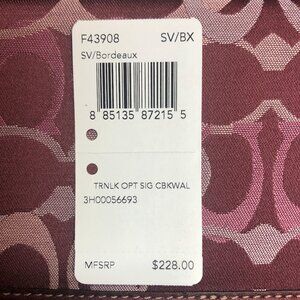 F43908 SV/BX
SV/Bordeaux
8 85135 87215 5
TRNLK OPT SIG CBKWAL
3H00056693
MFSRP $228.00